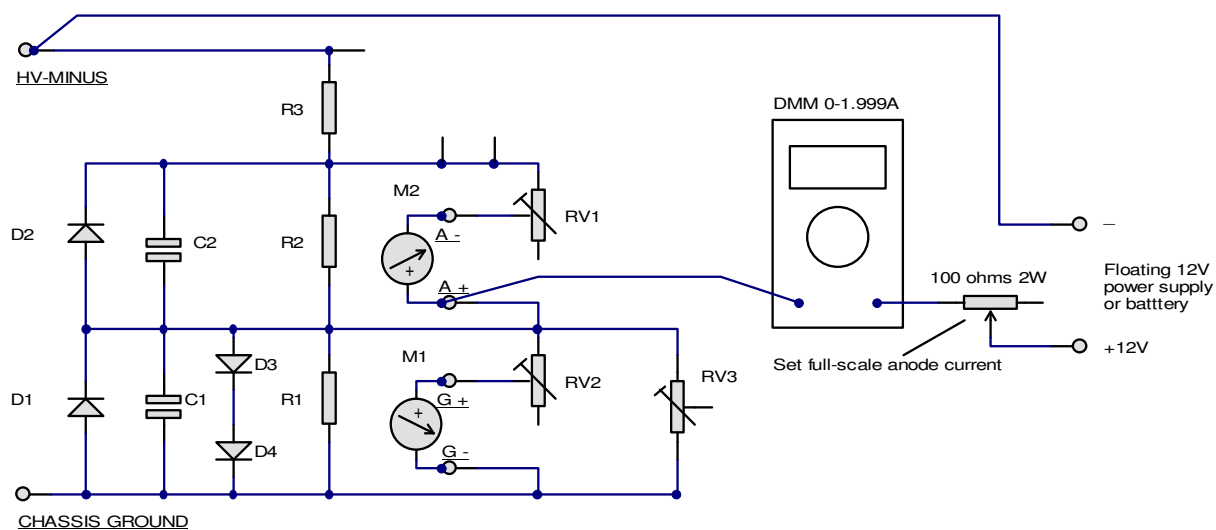 HV-MINUS
R3
DMM 0-1.999A
M2
RV1
D2
C2
R2
A -
A +
+
–
100 ohms 2W
Floating 12V
power supply
or batttery
+12V
Set full-scale anode current
D3
M1
RV2
RV3
D1
C1
R1
G +
+
D4
G -
CHASSIS GROUND